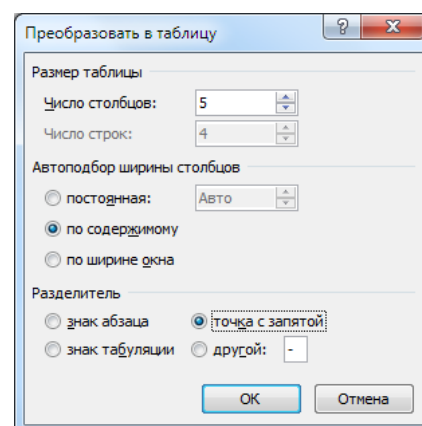 Преобразовать в таблицу
Размер таблицы
Число столбцов: 5
Число строк: 4
Автоподбор ширины столбцов
постоянная: Авто
по содержимому
по ширине окна
Разделитель
знак абзаца точка с запятой
знак табуляции другой: -
ОК Отмена